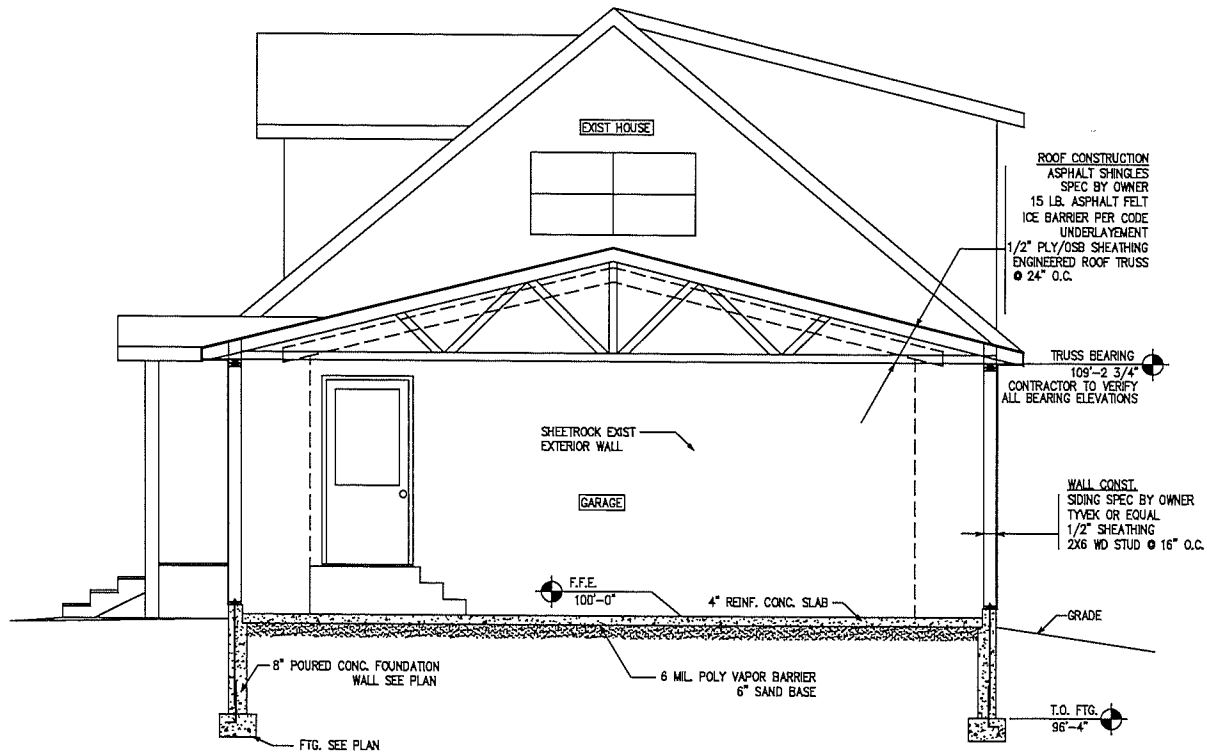 EXIST HOUSE
ROOF CONSTRUCTION
ASPHALT SHINGLES
SPEC BY OWNER
15 LB. ASPHALT FELT
ICE BARRIER PER CODE
UNDERLAYEMENT
1/2" PLY/OSB SHEATHING
ENGINEERED ROOF TRUSS
@ 24" O.C.
TRUSS BEARING
109'-2 3/4"
CONTRACTOR TO VERIFY
ALL BEARING ELEVATIONS
SHEETROCK EXIST
EXTERIOR WALL
GARAGE
WALL CONST.
SIDING SPEC BY OWNER
TYVEK OR EQUAL
1/2" SHEATHING
2X6 WD STUD @ 16" O.C.
F.F.E.
100'-0"
4" REINF. CONC. SLAB
GRADE
8" POURED CONC. FOUNDATION
WALL SEE PLAN
6 MIL. POLY VAPOR BARRIER
6" SAND BASE
T.O. FTG.
96'-4"
FTG. SEE PLAN